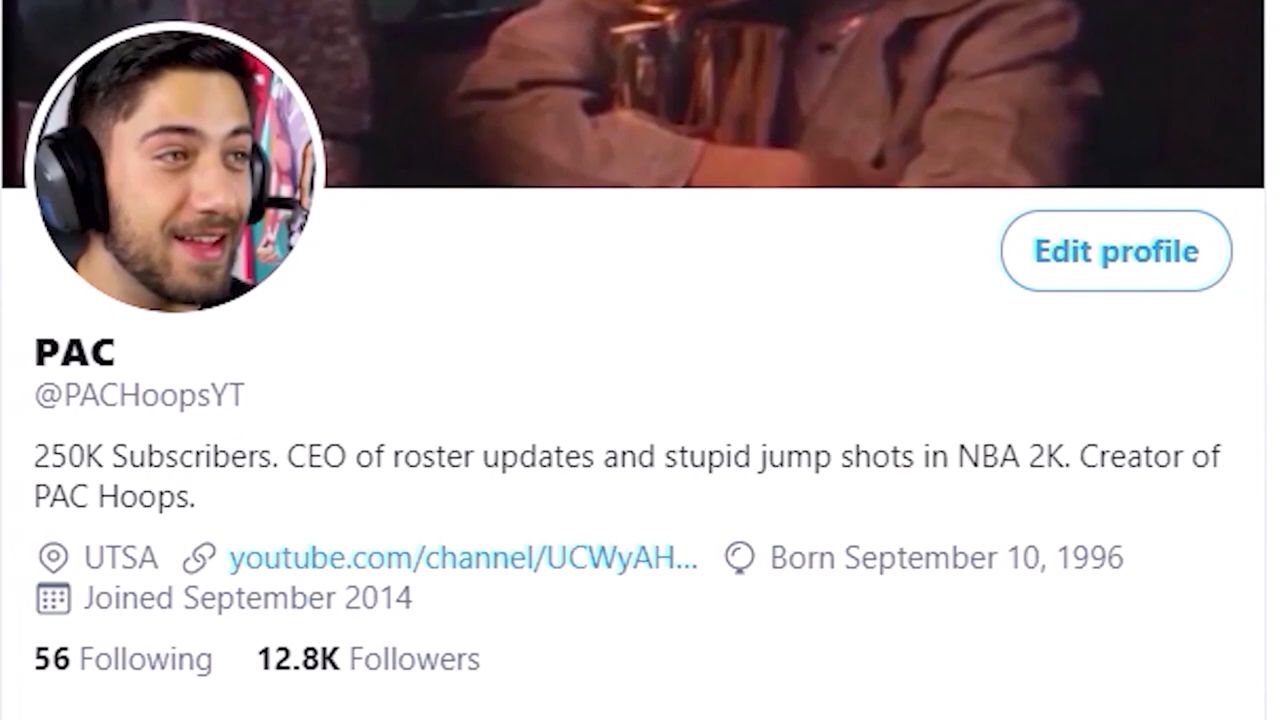 Edit profile
PAC
@PACHoopsYT
250K Subscribers. CEO of roster updates and stupid jump shots in NBA 2K. Creator of
PAC Hoops.
UTSA youtube.com/channel/UCWyAH... Born September 10, 1996
Joined September 2014
56 Following 12.8K Followers